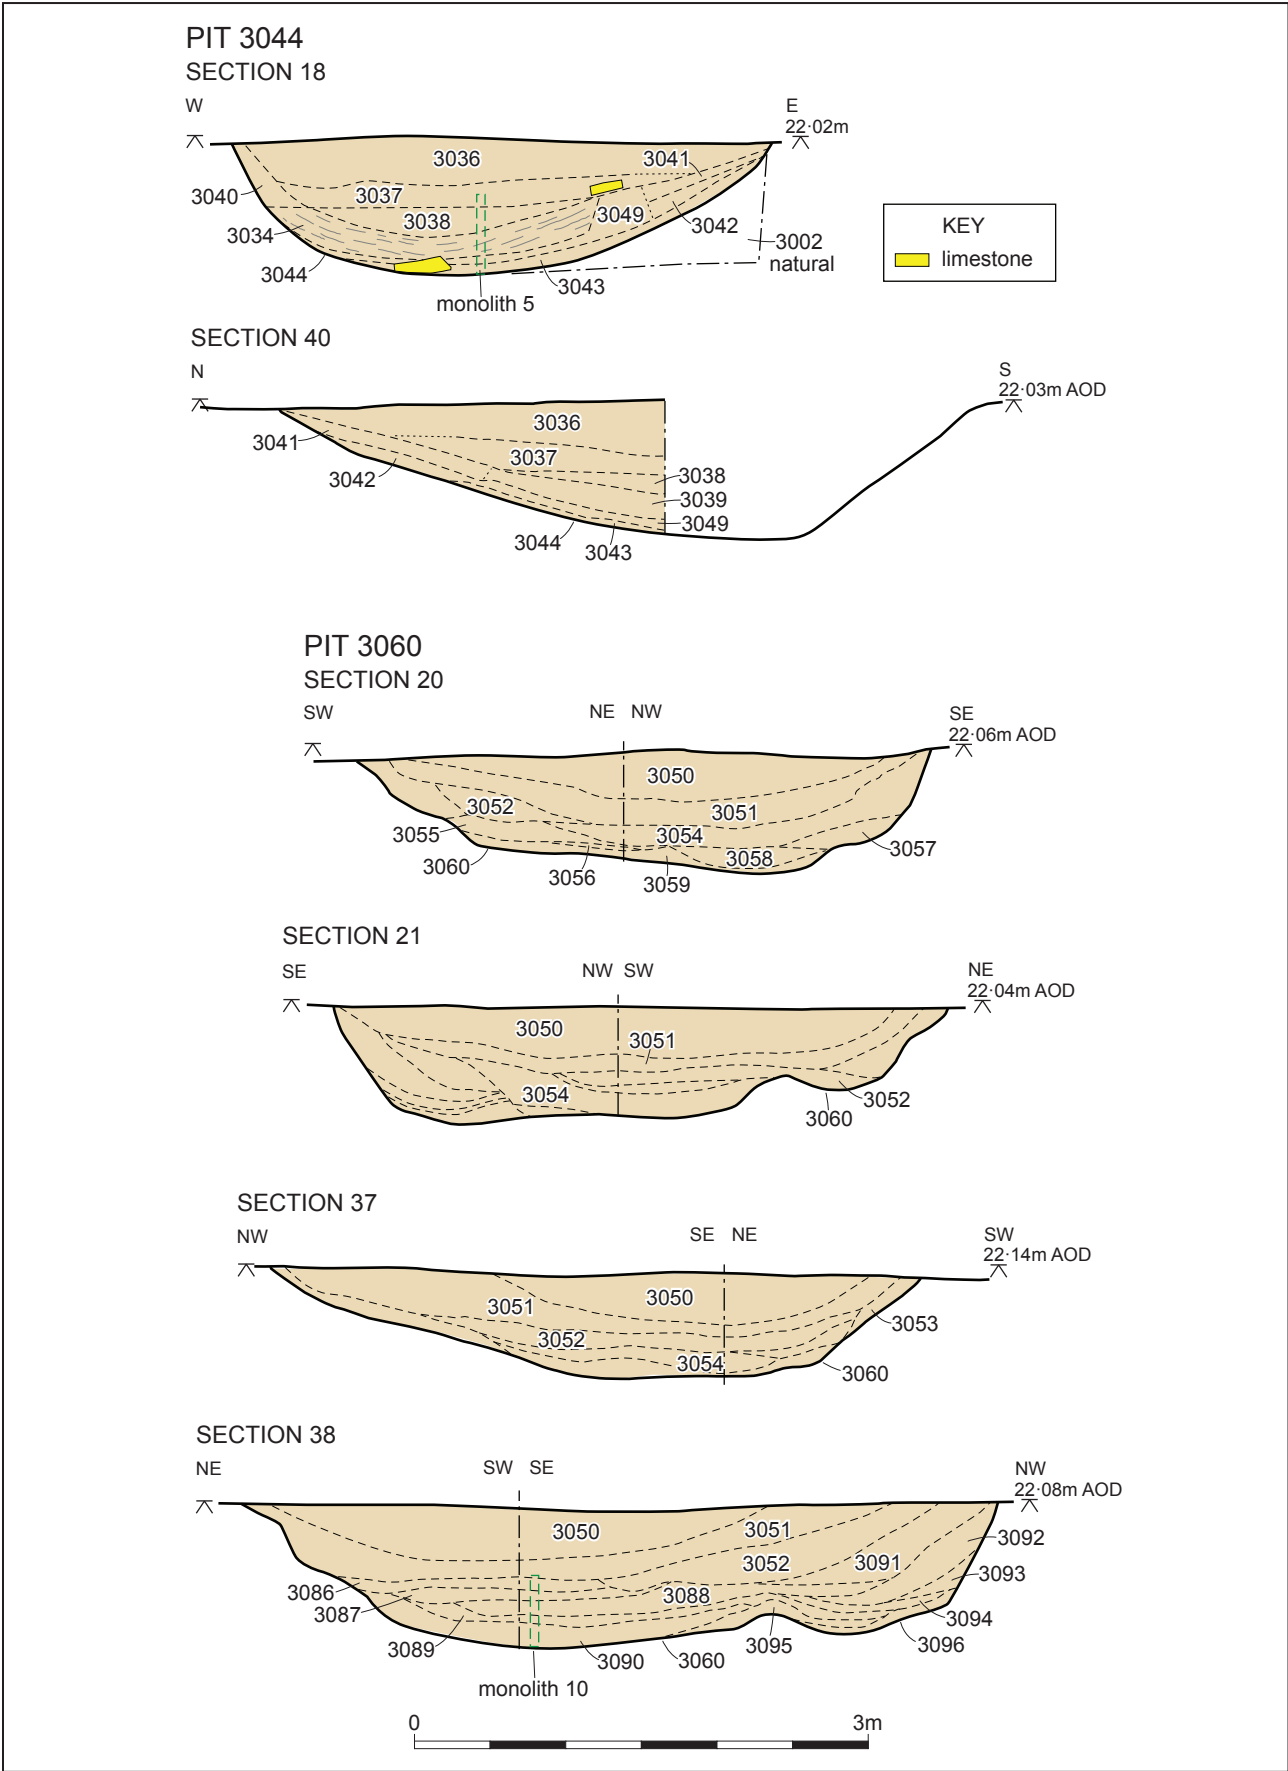 PIT 3044
SECTION 18
W
E
22·02m
3036
3041
3040
3037
3038
3049
3034
3042
3002
natural
3044
3043
monolith 5
KEY
limestone
SECTION 40
N
S
22·03m AOD
3036
3041
3037
3042
3038
3039
3049
3044
3043
PIT 3060
SECTION 20
SW
NE NW
SE
22·06m AOD
3050
3052
3051
3055
3054
3057
3060
3058
3056
3059
SECTION 21
SE
NW SW
NE
22·04m AOD
3050
3051
3054
3052
3060
SECTION 37
NW
SE NE
SW
22·14m AOD
3051
3050
3053
3052
3054
3060
SECTION 38
NE
SW SE
NW
22·08m AOD
3050
3051
3092
3052
3091
3093
3086
3088
3087
3094
3089
3095
3096
3090
3060
monolith 10
0
3m